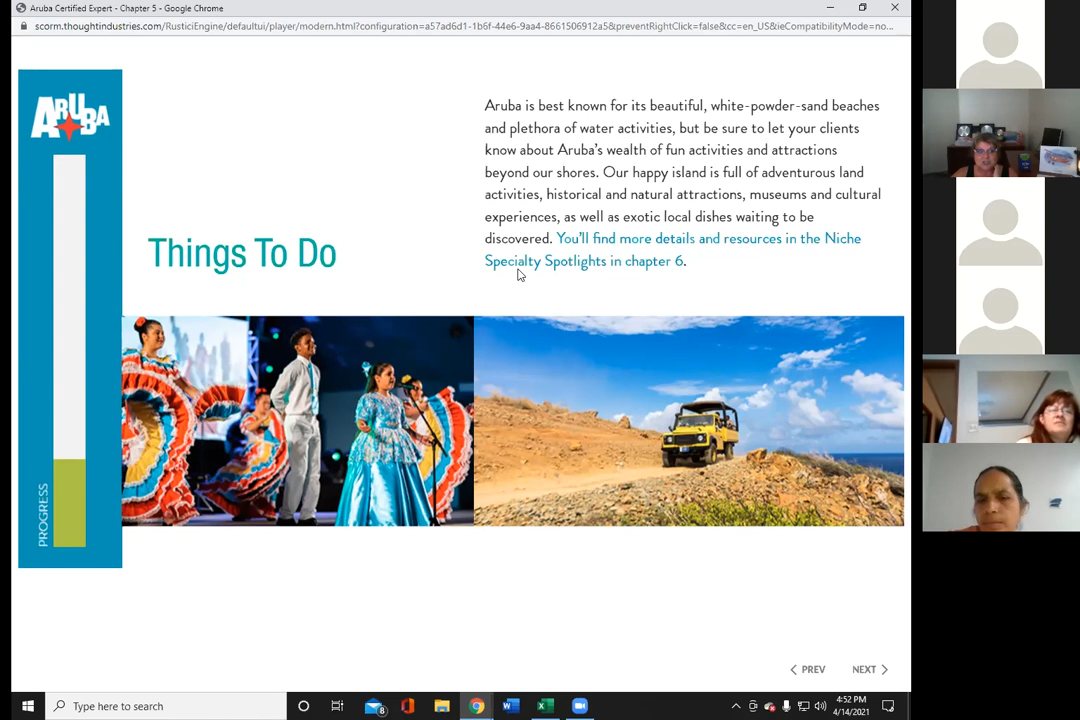 Aruba Certified Expert - Chapter 5 - Google Chrome
scorm.thoughtindustries.com/RusticiEngine/defaultui/player/modern.html?configuration=a57ad6d1-1b6f-44e6-9aa4-8661506912a5&preventRightClick=false&cc=en_US&ieCompatibilityMode=no...
ARUBA
PROGRESS
Things To Do
Aruba is best known for its beautiful, white-powder-sand beaches
and plethora of water activities, but be sure to let your clients
know about Aruba's wealth of fun activities and attractions
beyond our shores. Our happy island is full of adventurous land
activities, historical and natural attractions, museums and cultural
experiences, as well as exotic local dishes waiting to be
discovered. You'll find more details and resources in the Niche
Specialty Spotlights in chapter 6.
PREV
NEXT
Type here to search
8
4:52 PM
4/14/2021